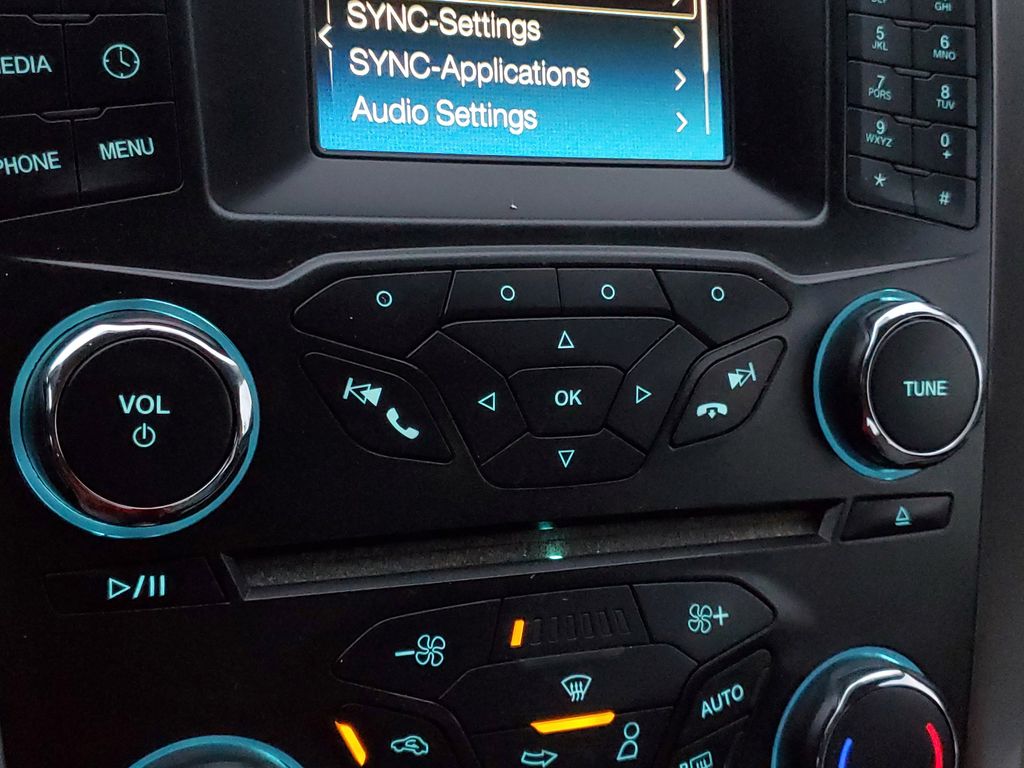 SYNC-Settings
SYNC-Applications
Audio Settings
MENU
PHONE
GHI
5
JKL
6
MNO
7
PQRS
8
TUV
9
WXYZ
0
+
*
#
VOL
OK
TUNE
AUTO